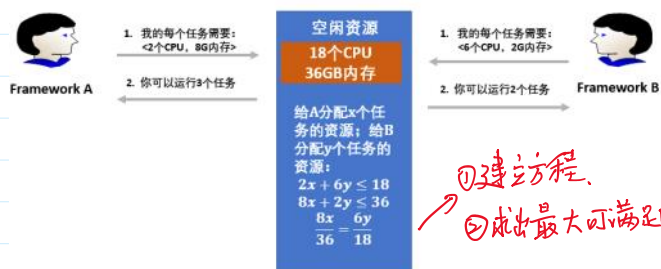 1. 我的每个任务需要:
<2个CPU，8G内存>
2. 你可以运行3个任务
Framework A
空闲资源
18个CPU
36GB内存
给A分配x个任
务的资源；给B
分配y个任务的
资源:
2x + 6y ≤ 18
8x + 2y ≤ 36
8x/36 = 6y/18
1. 我的每个任务需要:
<6个CPU，2G内存>
2. 你可以运行2个任务
Framework B
①建立方程、
②求出最大可满足